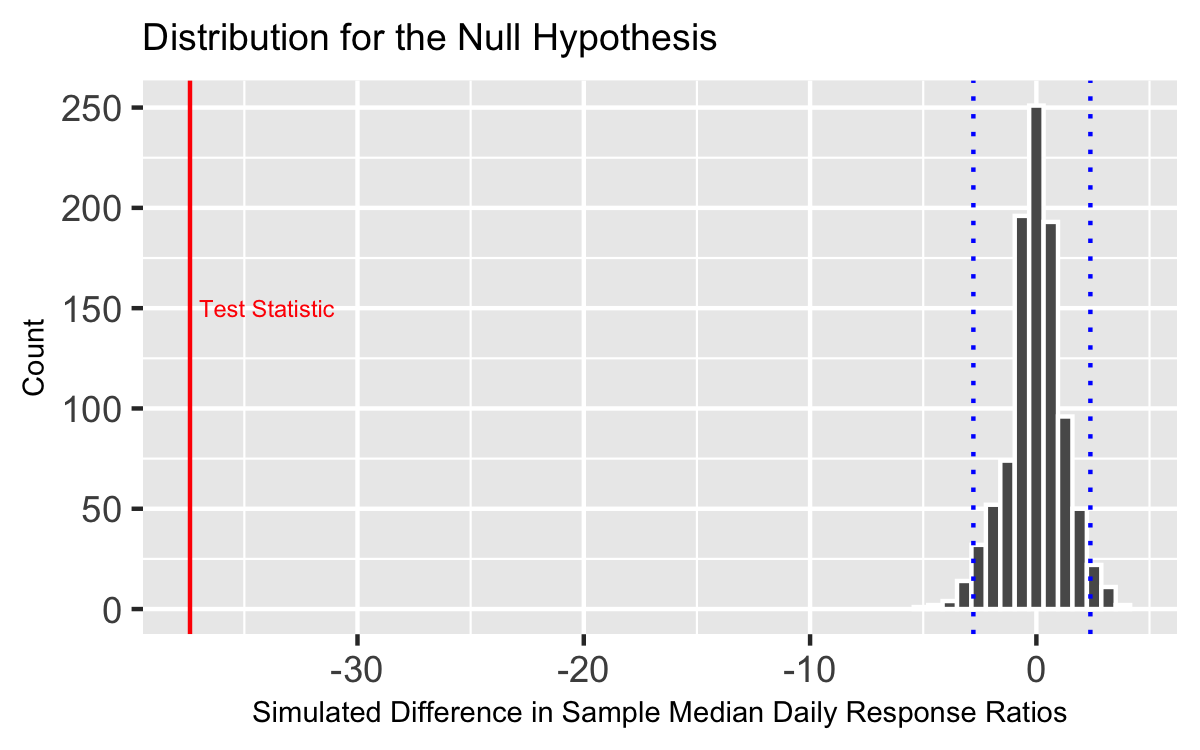 Distribution for the Null Hypothesis
250
200
150
100
50
0
Count
Test Statistic
-30
-20
-10
0
Simulated Difference in Sample Median Daily Response Ratios